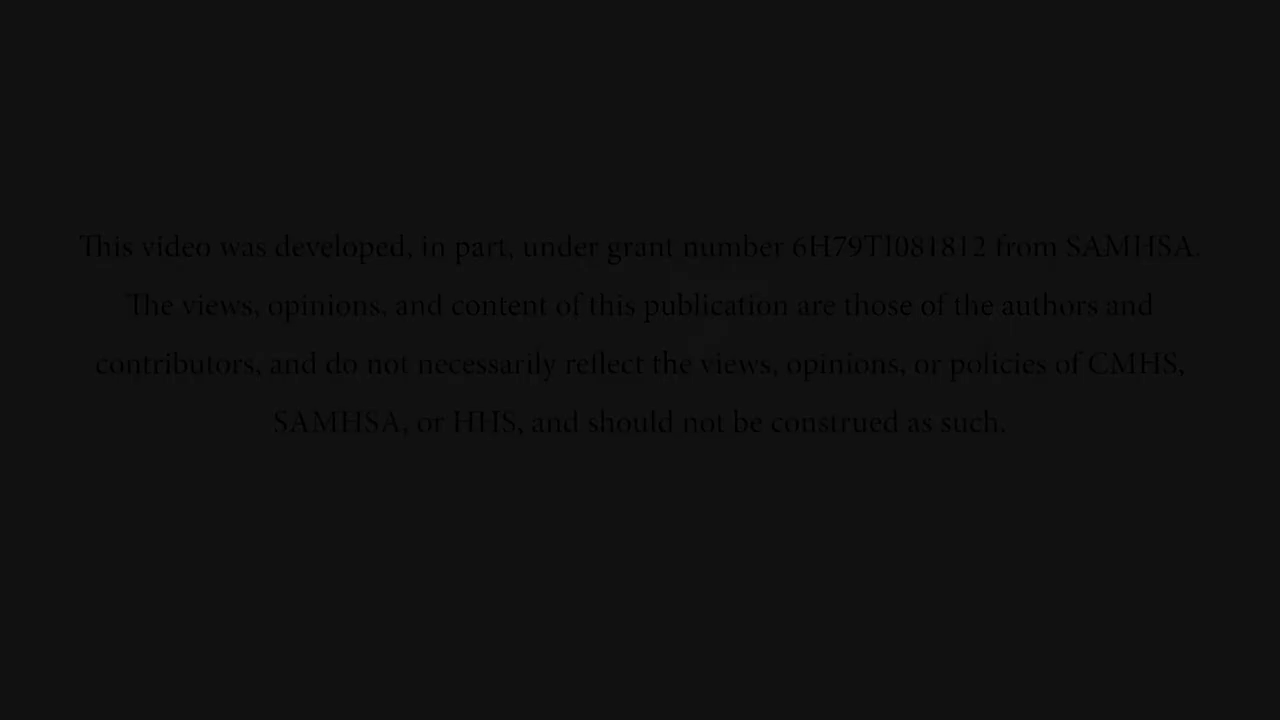 This video was developed, in part, under grant number 6H79TI081812 from SAMHSA.
The views, opinions, and content of this publication are those of the authors and
contributors, and do not necessarily reflect the views, opinions, or policies of CMHS,
SAMHSA, or HHS, and should not be construed as such.